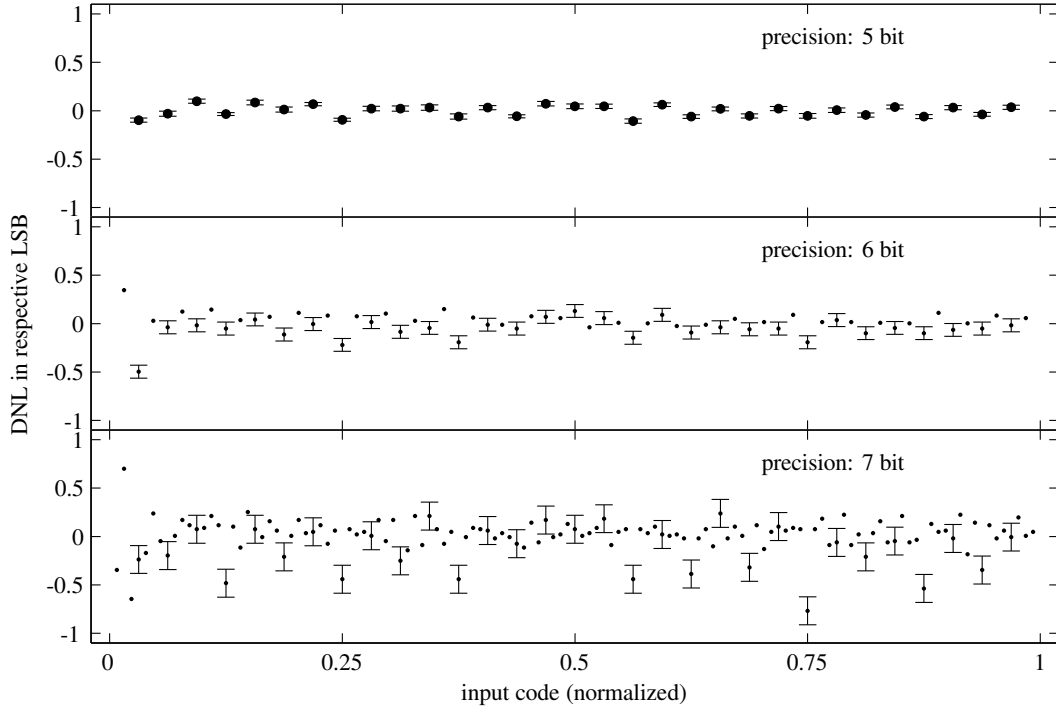 1
precision: 5 bit
0.5
0
-0.5
-1
1
precision: 6 bit
0.5
0
-0.5
-1
1
precision: 7 bit
0.5
0
-0.5
-1
DNL in respective LSB
0 0.25 0.5 0.75 1
input code (normalized)